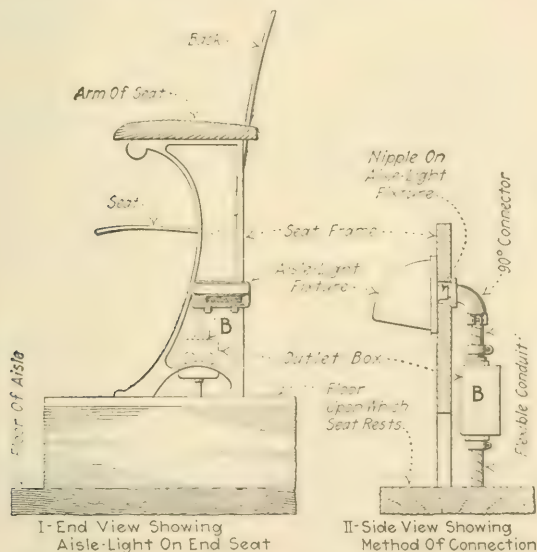 Back
Arm Of Seat
Nipple On
Aisle-Light
Fixture
90° Connector
Seat
Seat Frame
Aisle-Light
Fixture
B
Outlet Box
B
Floor Of Aisle
Floor
Upon Which
Seat Rests
Flexible Conduit
I-End View Showing
Aisle-Light On End Seat
II-Side View Showing
Method Of Connection